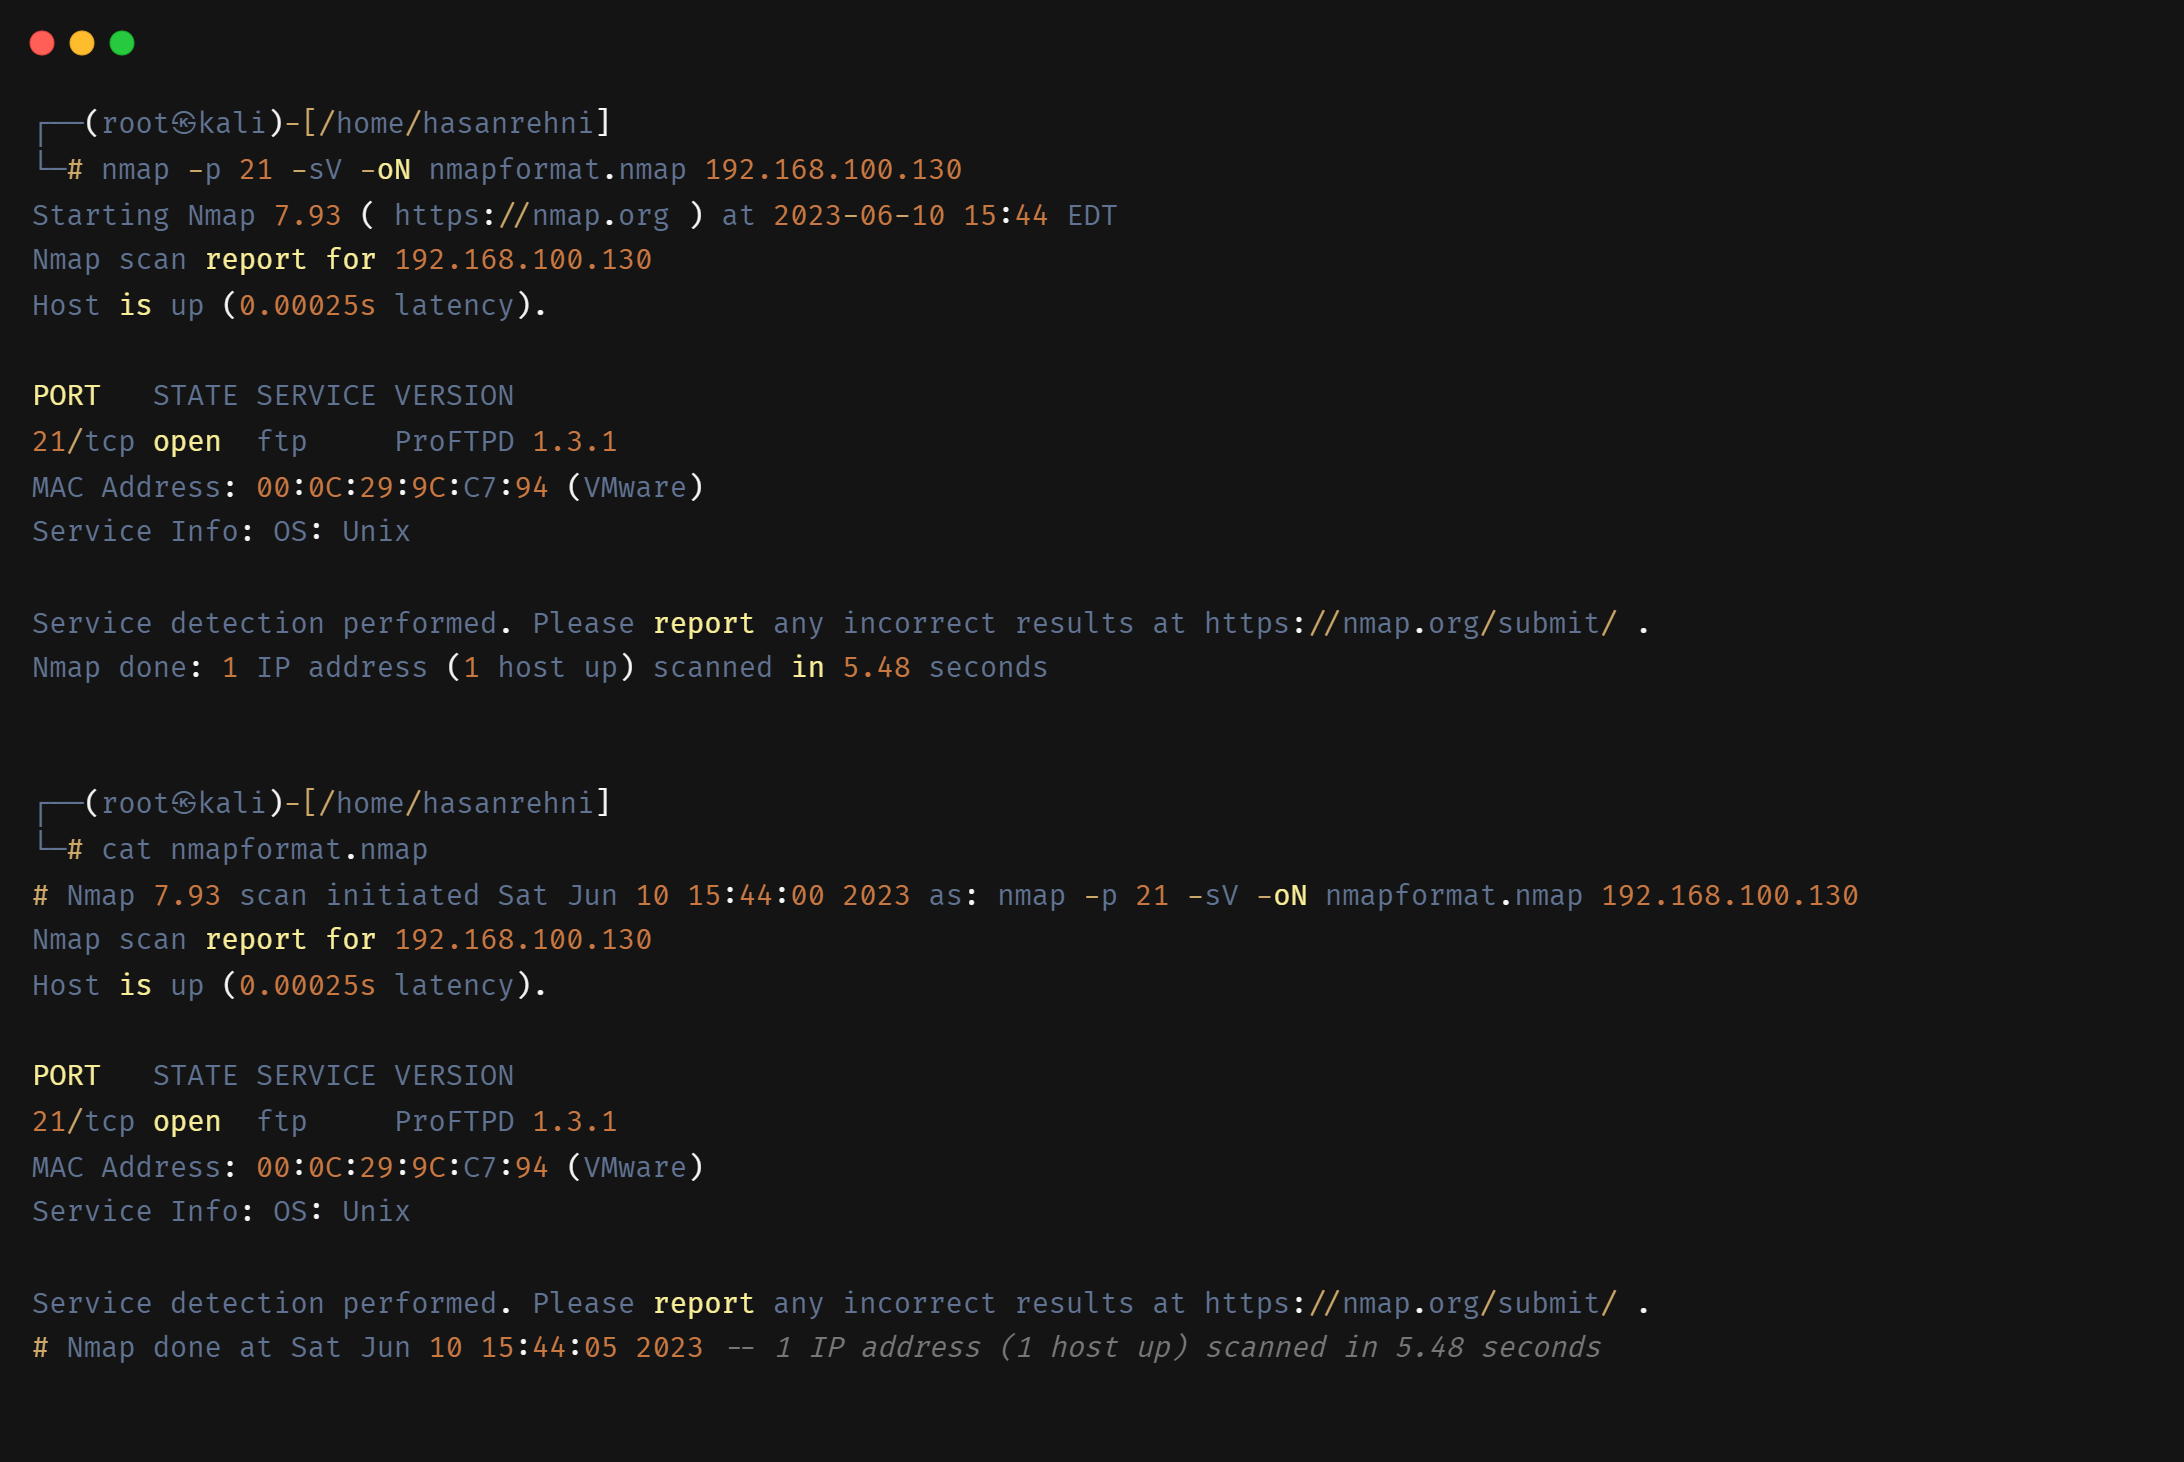 ┌──(root㉿kali)-[/home/hasanrehni]
└─# nmap -p 21 -sV -oN nmapformat.nmap 192.168.100.130
Starting Nmap 7.93 ( https://nmap.org ) at 2023-06-10 15:44 EDT
Nmap scan report for 192.168.100.130
Host is up (0.00025s latency).

PORT   STATE SERVICE VERSION
21/tcp open  ftp     ProFTPD 1.3.1
MAC Address: 00:0C:29:9C:C7:94 (VMware)
Service Info: OS: Unix

Service detection performed. Please report any incorrect results at https://nmap.org/submit/ .
Nmap done: 1 IP address (1 host up) scanned in 5.48 seconds

┌──(root㉿kali)-[/home/hasanrehni]
└─# cat nmapformat.nmap
# Nmap 7.93 scan initiated Sat Jun 10 15:44:00 2023 as: nmap -p 21 -sV -oN nmapformat.nmap 192.168.100.130
Nmap scan report for 192.168.100.130
Host is up (0.00025s latency).

PORT   STATE SERVICE VERSION
21/tcp open  ftp     ProFTPD 1.3.1
MAC Address: 00:0C:29:9C:C7:94 (VMware)
Service Info: OS: Unix

Service detection performed. Please report any incorrect results at https://nmap.org/submit/ .
# Nmap done at Sat Jun 10 15:44:05 2023 -- 1 IP address (1 host up) scanned in 5.48 seconds